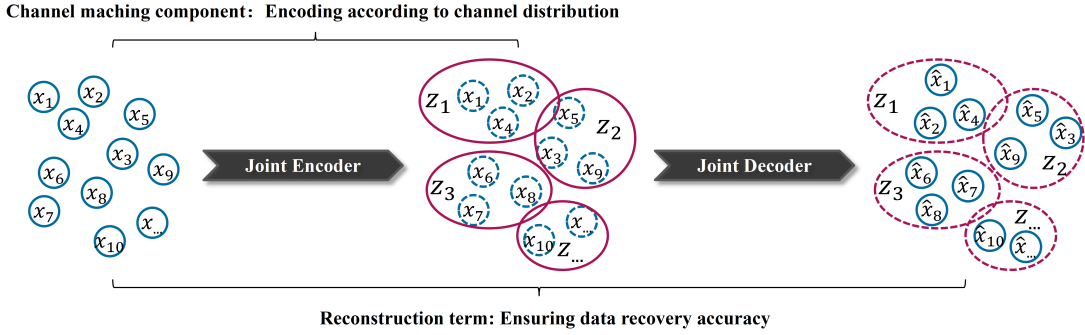 Channel maching component: Encoding according to channel distribution
x₁ x₂ x₄ x₅ x₃ x₆ x₉ x₈ x₇ x₁₀ x...
Joint Encoder
z₁ x₁ x₂ x₄
x₅ z₂ x₃ x₉
z₃ x₆ x₈ x₇
x₁₀ x... z...
Joint Decoder
z₁ x̂₁ x̂₂ x̂₄
x̂₅ x̂₃ x̂₉ z₂
z₃ x̂₆ x̂₇ x̂₈
z... x̂₁₀ x̂...
Reconstruction term: Ensuring data recovery accuracy